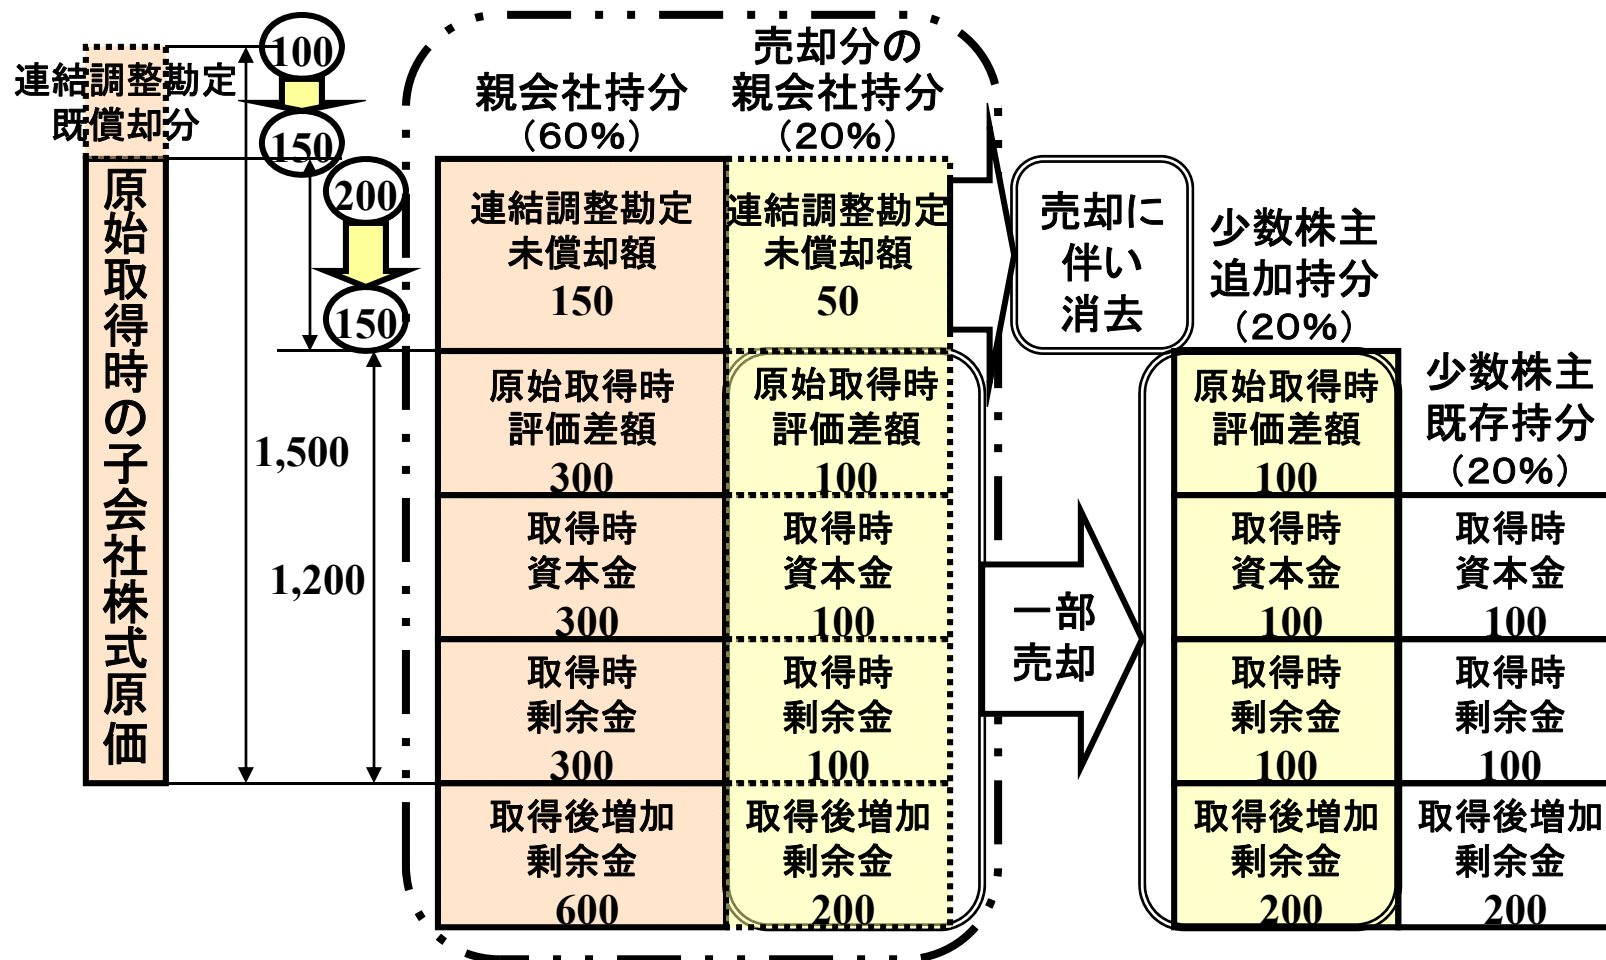 連結調整勘定
既償却分
100
150
200
150
原始取得時の子会社株式原価
1,500
1,200
親会社持分
(60%)
連結調整勘定
未償却額
150
原始取得時
評価差額
300
取得時
資本金
300
取得時
剰余金
300
取得後増加
剰余金
600
売却分の
親会社持分
(20%)
連結調整勘定
未償却額
50
原始取得時
評価差額
100
取得時
資本金
100
取得時
剰余金
100
取得後増加
剰余金
200
売却に
伴い
消去
一部
売却
少数株主
追加持分
(20%)
原始取得時
評価差額
100
取得時
資本金
100
取得時
剰余金
100
取得後増加
剰余金
200
少数株主
既存持分
(20%)
取得時
資本金
100
取得時
剰余金
100
取得後増加
剰余金
200